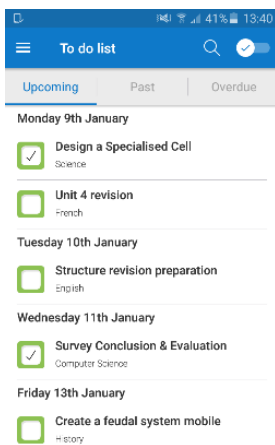 41% 13:40
To do list
Upcoming Past Overdue
Monday 9th January
Design a Specialised Cell
Science
Unit 4 revision
French
Tuesday 10th January
Structure revision preparation
English
Wednesday 11th January
Survey Conclusion & Evaluation
Computer Science
Friday 13th January
Create a feudal system mobile
History